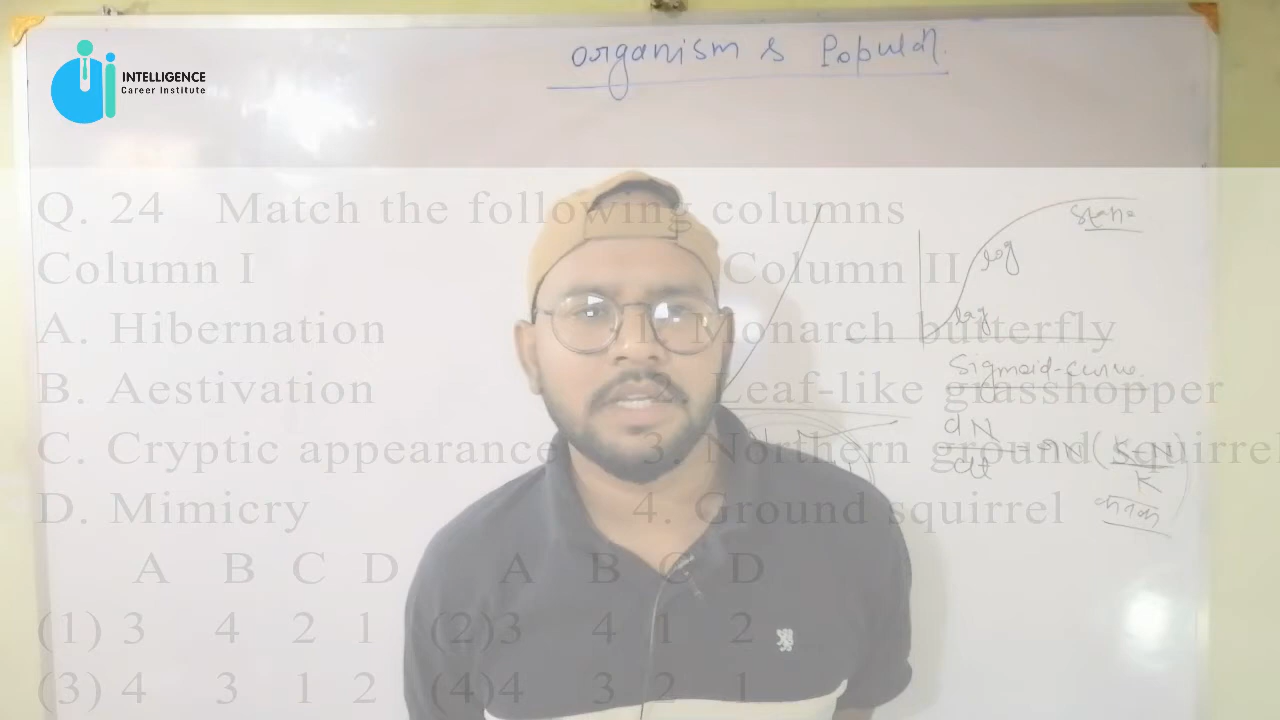 INTELLIGENCE
Career Institute
organism & Populan.
Q. 24 Match the following columns
Column I Column II
A. Hibernation 1. Monarch butterfly
B. Aestivation 2. Leaf-like grasshopper
C. Cryptic appearance 3. Northern ground squirrel
D. Mimicry 4. Ground squirrel
A B C D A B C D
(1) 3 4 2 1 (2) 3 4 1 2
(3) 4 3 1 2 (4) 4 3 2 1
log
lag
Sigmoid-curve.
dN
dt
K-N
K